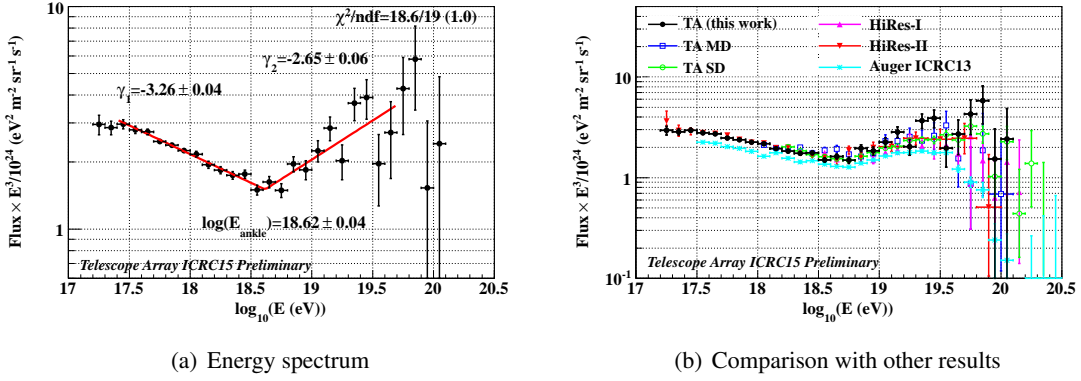 χ²/ndf=18.6/19 (1.0)
γ₂=-2.65 ± 0.06
γ₁=-3.26 ± 0.04
log(E_ankle)=18.62 ± 0.04
Telescope Array ICRC15 Preliminary
Flux × E³/10²⁴ (eV² m⁻² sr⁻¹ s⁻¹)
10
1
17 17.5 18 18.5 19 19.5 20 20.5
log₁₀(E (eV))
(a) Energy spectrum
TA (this work)
TA MD
TA SD
HiRes-I
HiRes-II
Auger ICRC13
Telescope Array ICRC15 Preliminary
Flux × E³/10²⁴ (eV² m⁻² sr⁻¹ s⁻¹)
10
1
10⁻¹
17 17.5 18 18.5 19 19.5 20 20.5
log₁₀(E (eV))
(b) Comparison with other results